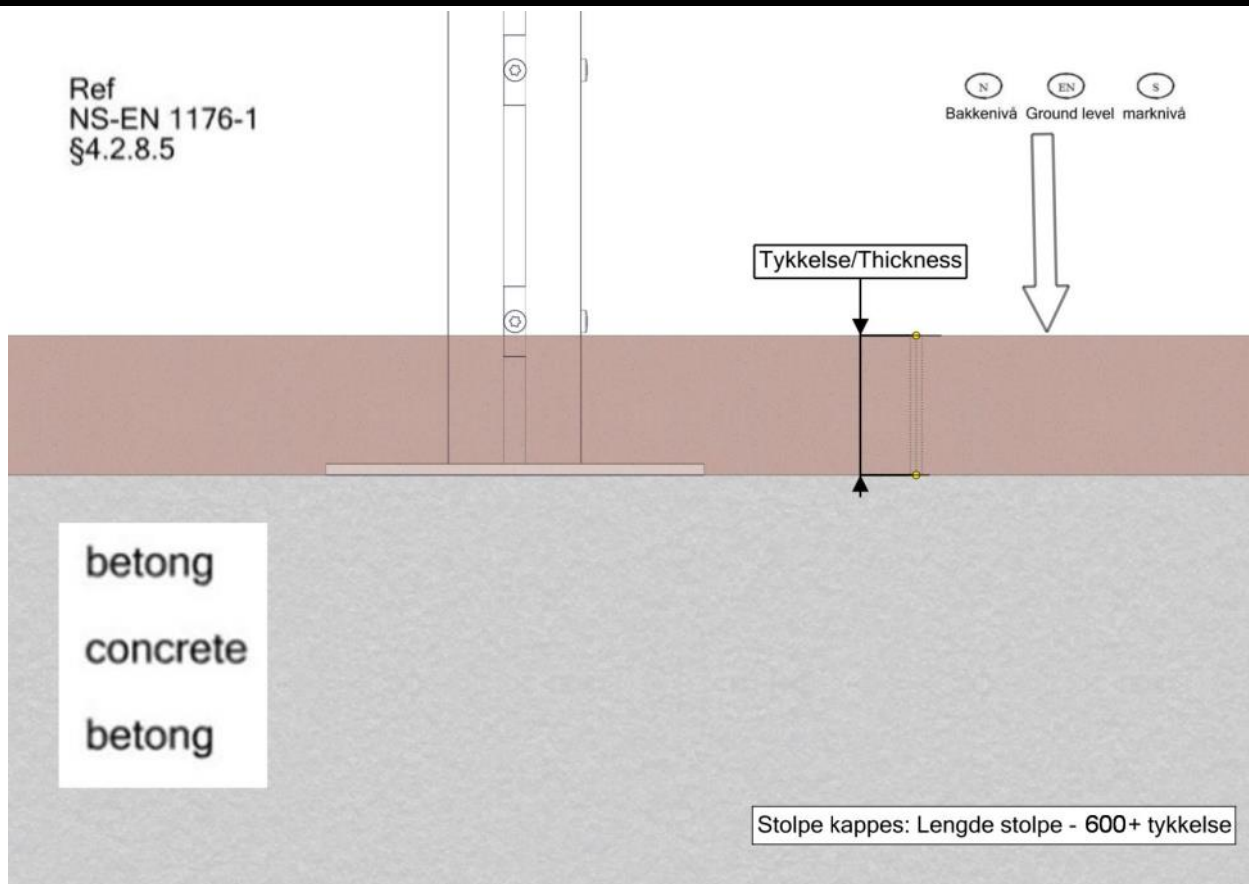 Ref
NS-EN 1176-1
§4.2.8.5
N EN S
Bakkenivå Ground level marknivå
Tykkelse/Thickness
betong
concrete
betong
Stolpe kappes: Lengde stolpe - 600+ tykkelse